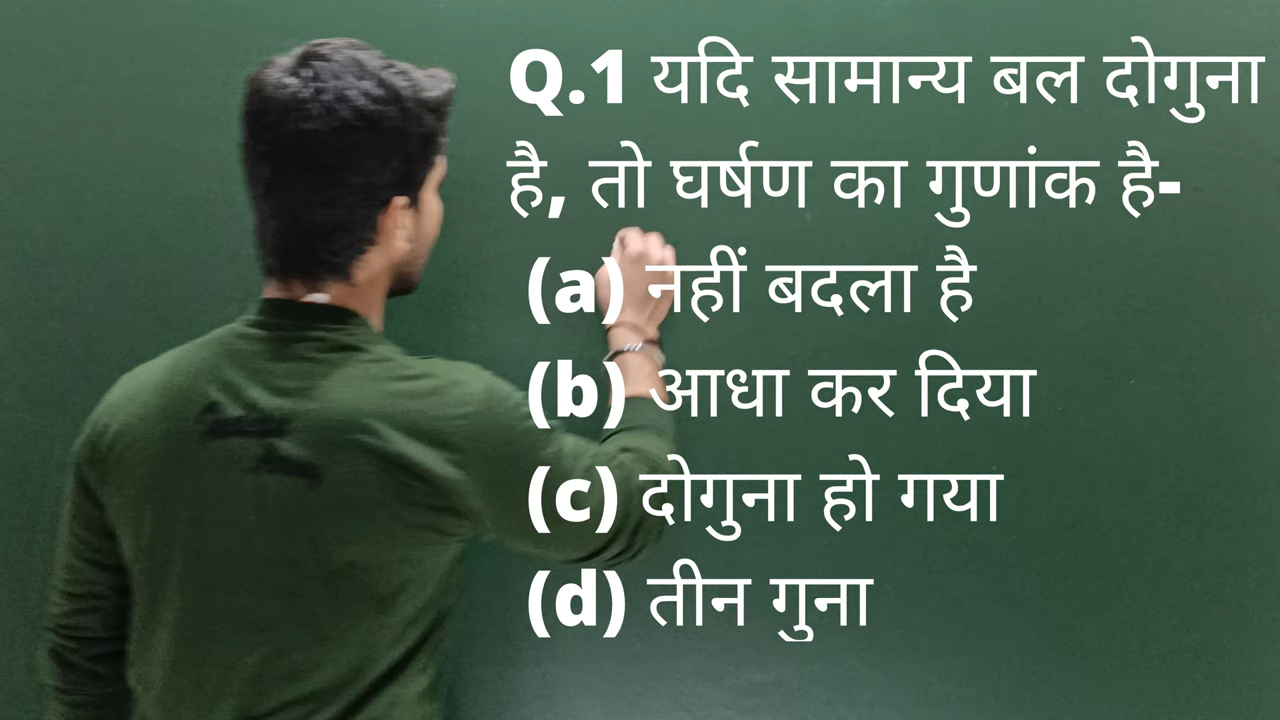 Q.1 यदि सामान्य बल दोगुना
है, तो घर्षण का गुणांक है-
(a) नहीं बदला है
(b) आधा कर दिया
(c) दोगुना हो गया
(d) तीन गुना